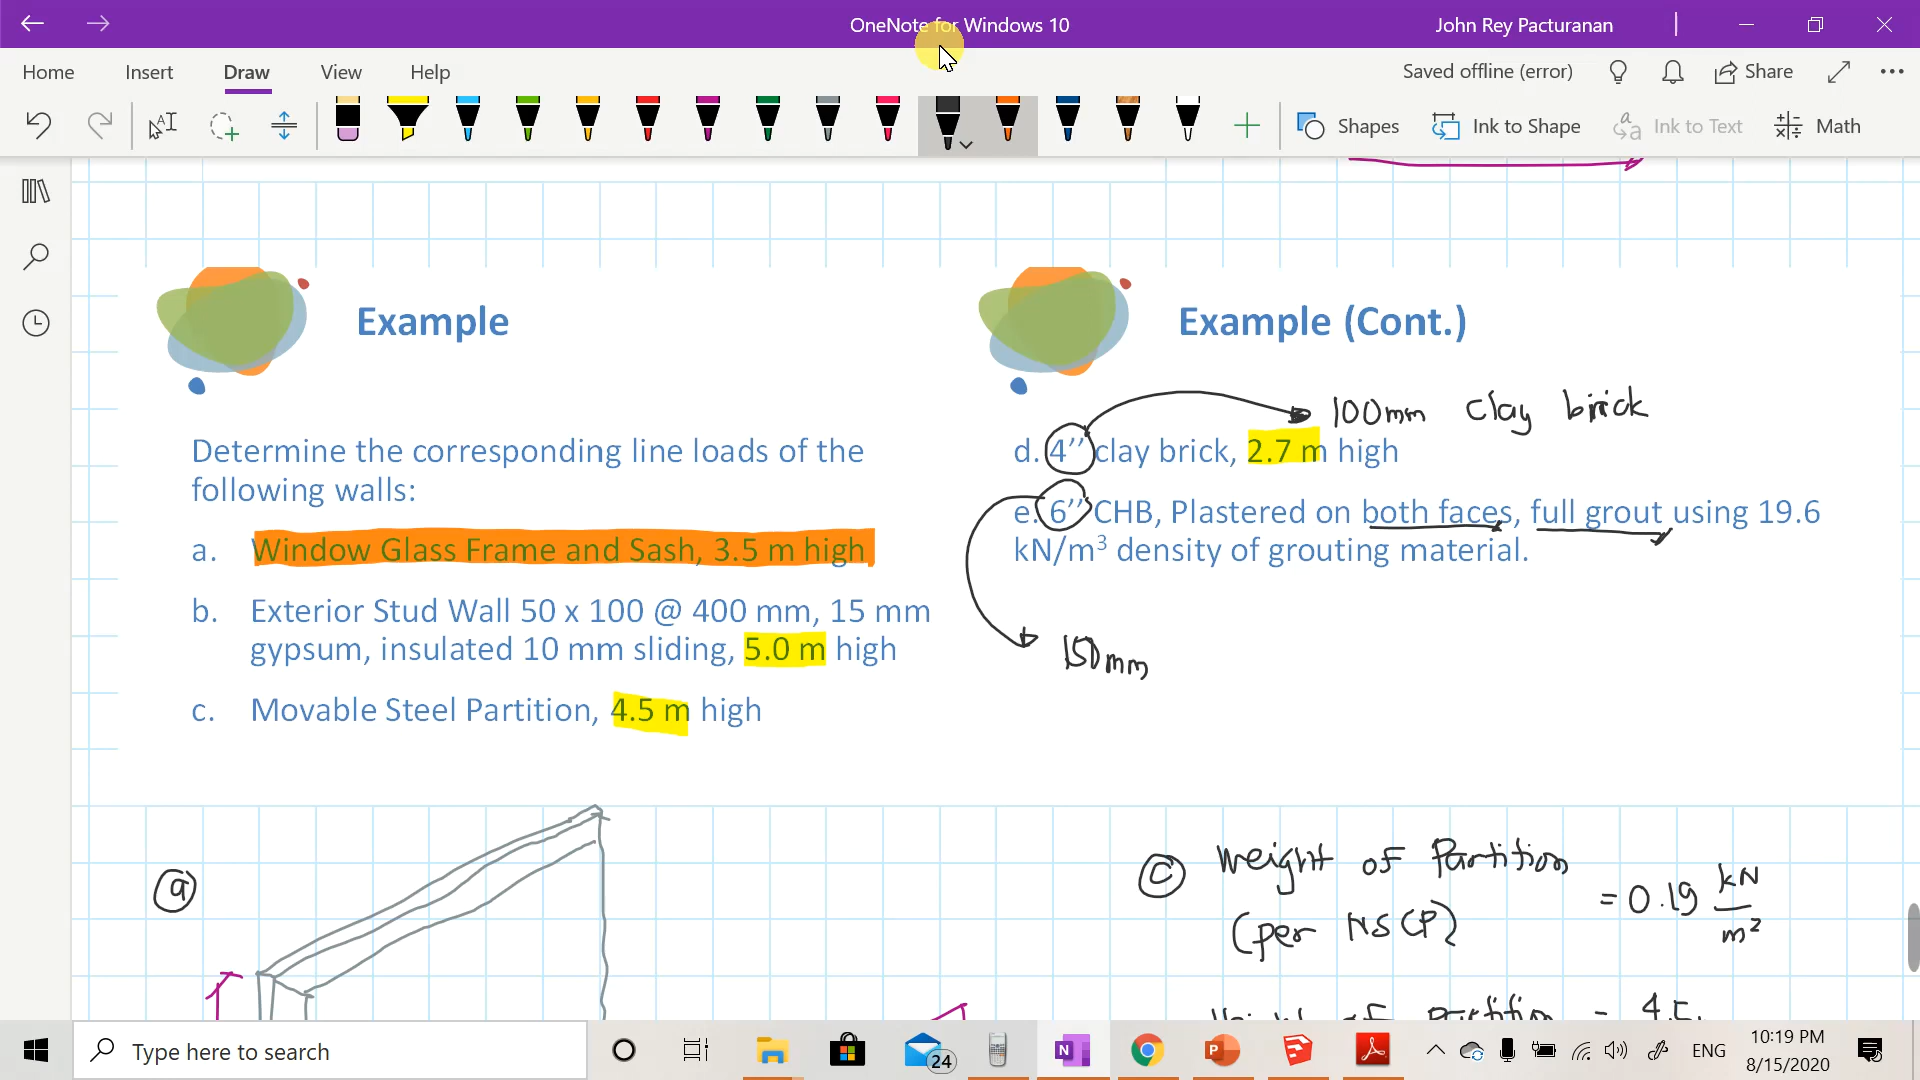 OneNote for Windows 10
John Rey Pacturanan
Home Insert Draw View Help
Saved offline (error)
Share
Shapes
Ink to Shape
Ink to Text
Math
Example
Determine the corresponding line loads of the
following walls:
a. Window Glass Frame and Sash, 3.5 m high
b. Exterior Stud Wall 50 x 100 @ 400 mm, 15 mm
gypsum, insulated 10 mm sliding, 5.0 m high
c. Movable Steel Partition, 4.5 m high
Example (Cont.)
100mm clay brick
d. 4’’ clay brick, 2.7 m high
e. 6’’ CHB, Plastered on both faces, full grout using 19.6
kN/m³ density of grouting material.
150mm
a
c Weight of Partition
(per NSCP)
= 0.19 kN/m²
of partition = 4.5
Type here to search
24
ENG
10:19 PM
8/15/2020